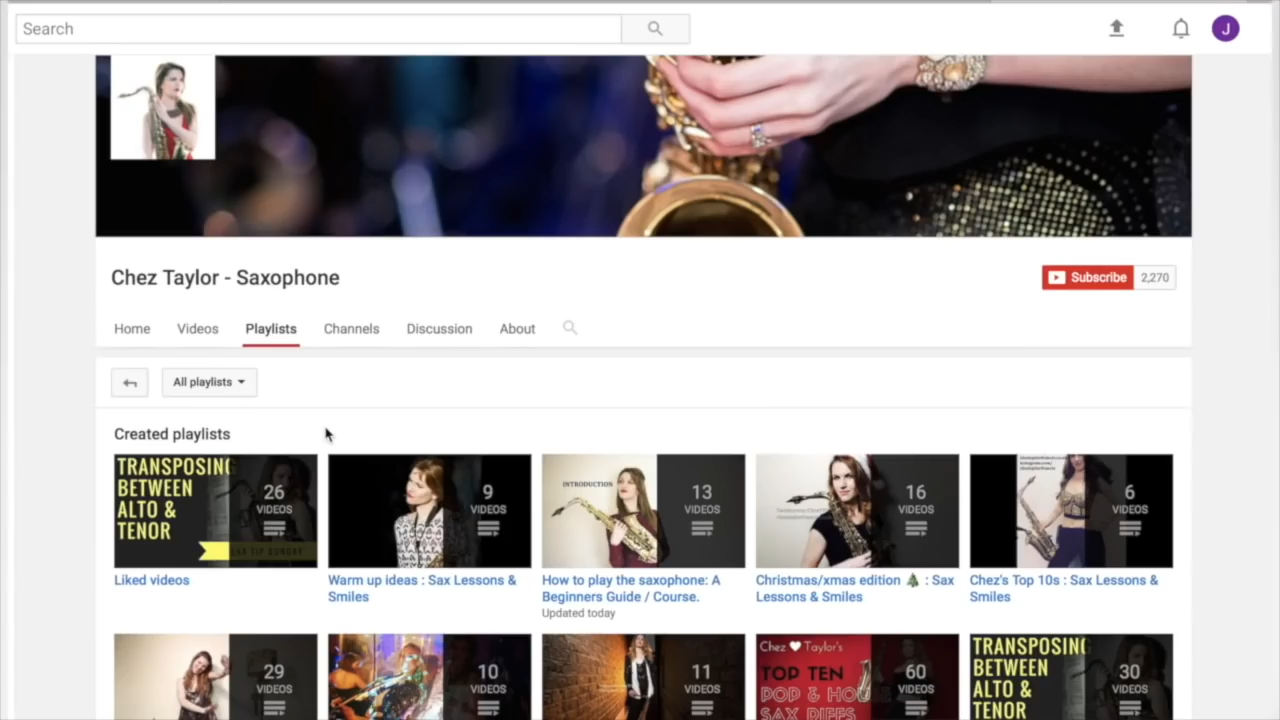 Search
J
Chez Taylor - Saxophone
Subscribe 2,270
Home Videos Playlists Channels Discussion About
All playlists
Created playlists
TRANSPOSING
BETWEEN
ALTO &
TENOR
26
VIDEOS
Liked videos
9
VIDEOS
Warm up ideas : Sax Lessons &
Smiles
INTRODUCTION
13
VIDEOS
How to play the saxophone: A
Beginners Guide / Course.
Updated today
16
VIDEOS
Christmas/xmas edition 🎄 : Sax
Lessons & Smiles
6
VIDEOS
Chez's Top 10s : Sax Lessons &
Smiles
29
VIDEOS
10
VIDEOS
11
VIDEOS
Chez ♥ Taylor's
TOP TEN
POP & HOU
SAX RIFFS
60
VIDEOS
TRANSPOSING
BETWEEN
ALTO &
TENOR
30
VIDEOS